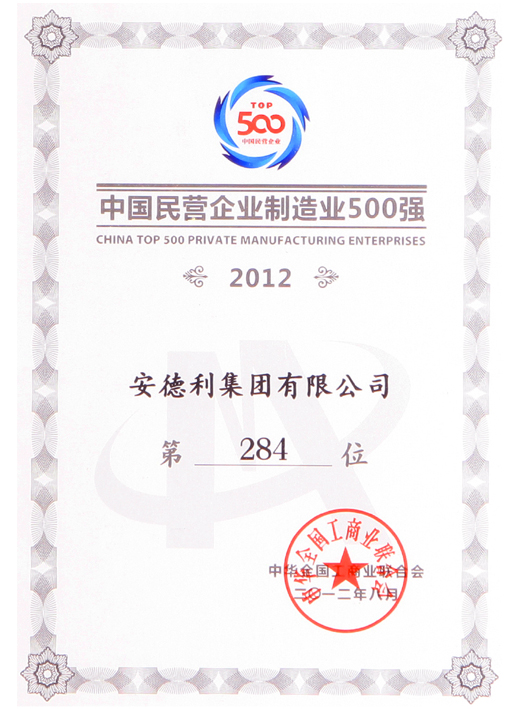 TOP
500
中国民营企业
中国民营企业制造业500强
CHINA TOP 500 PRIVATE MANUFACTURING ENTERPRISES
2012
安德利集团有限公司
第 284 位
中华全国工商业联合会
二〇一二年八月